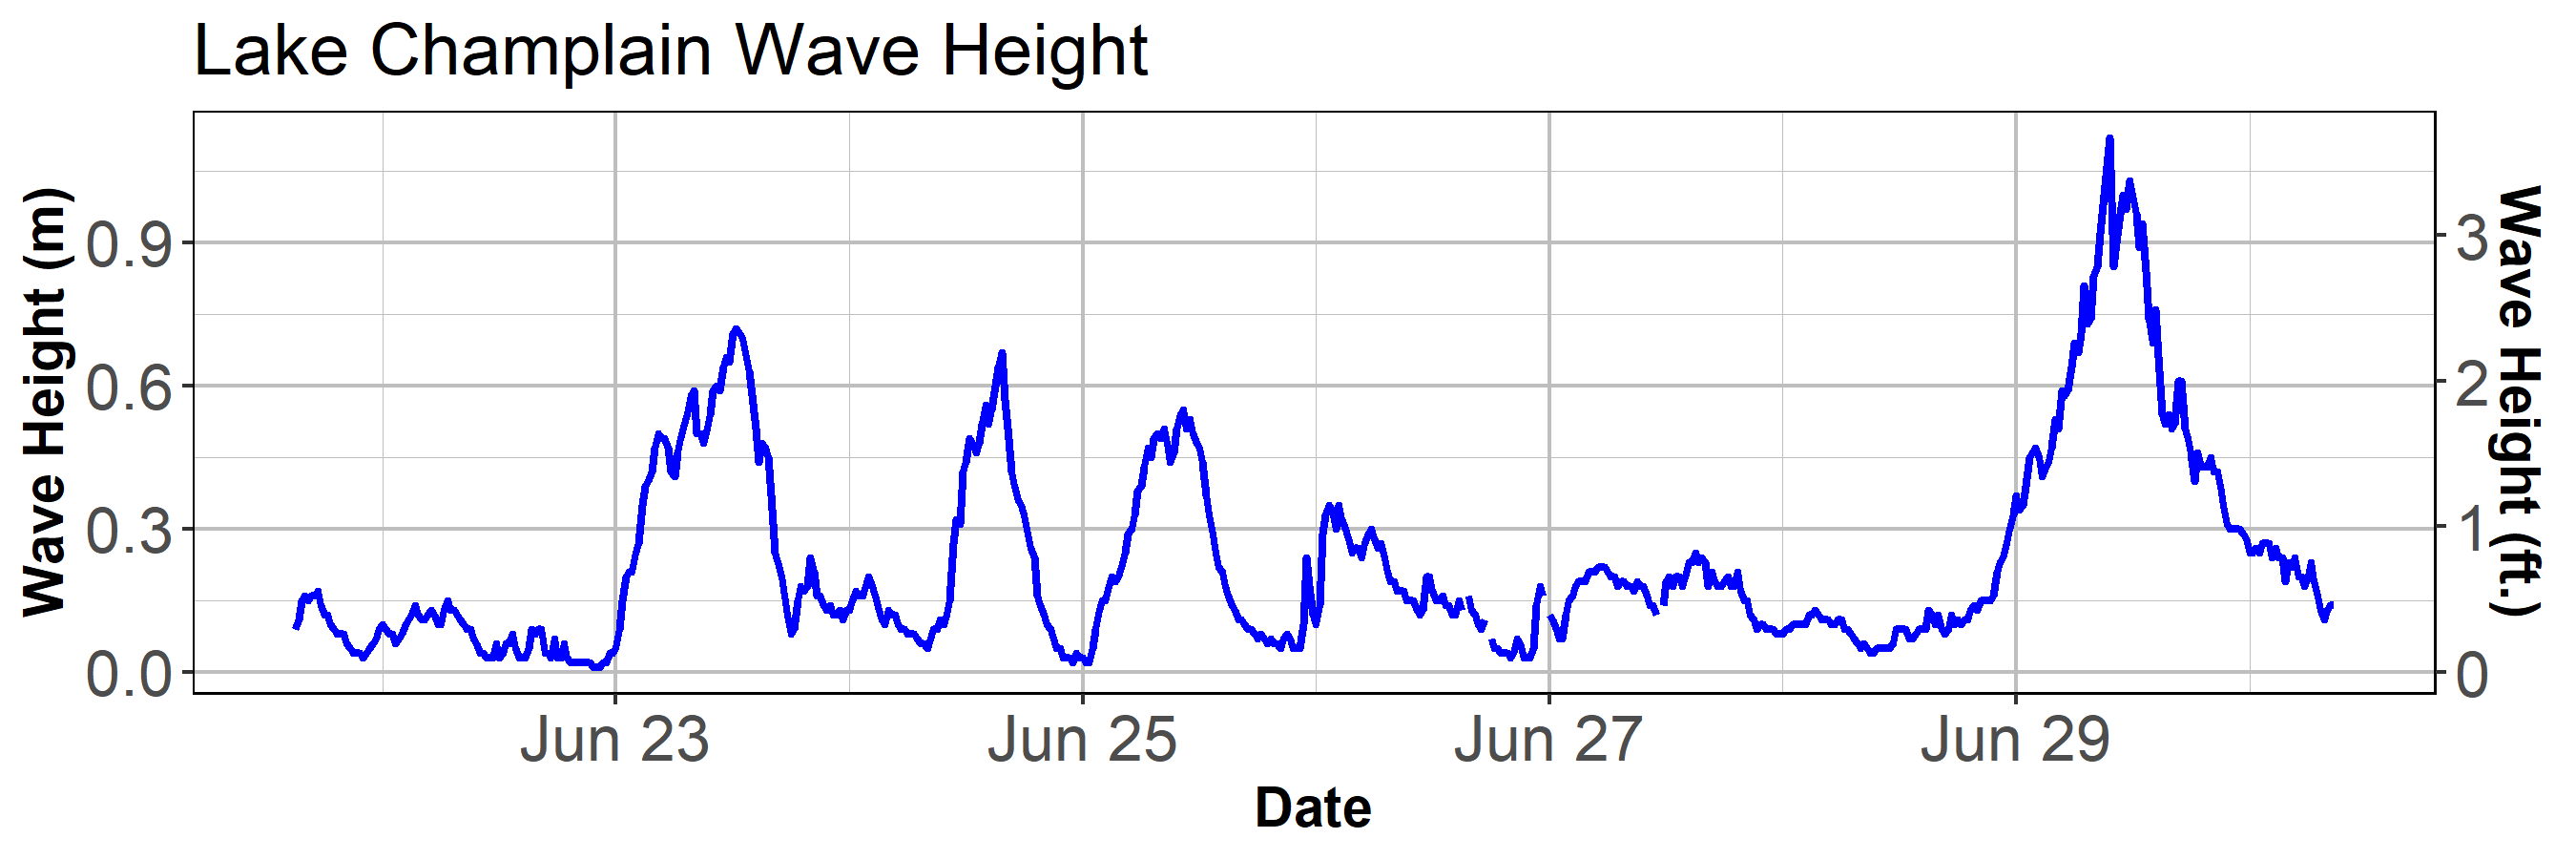 Lake Champlain Wave Height
Wave Height (m)
0.9
0.6
0.3
0.0
Wave Height (ft.)
3
2
1
0
Jun 23
Jun 25
Jun 27
Jun 29
Date